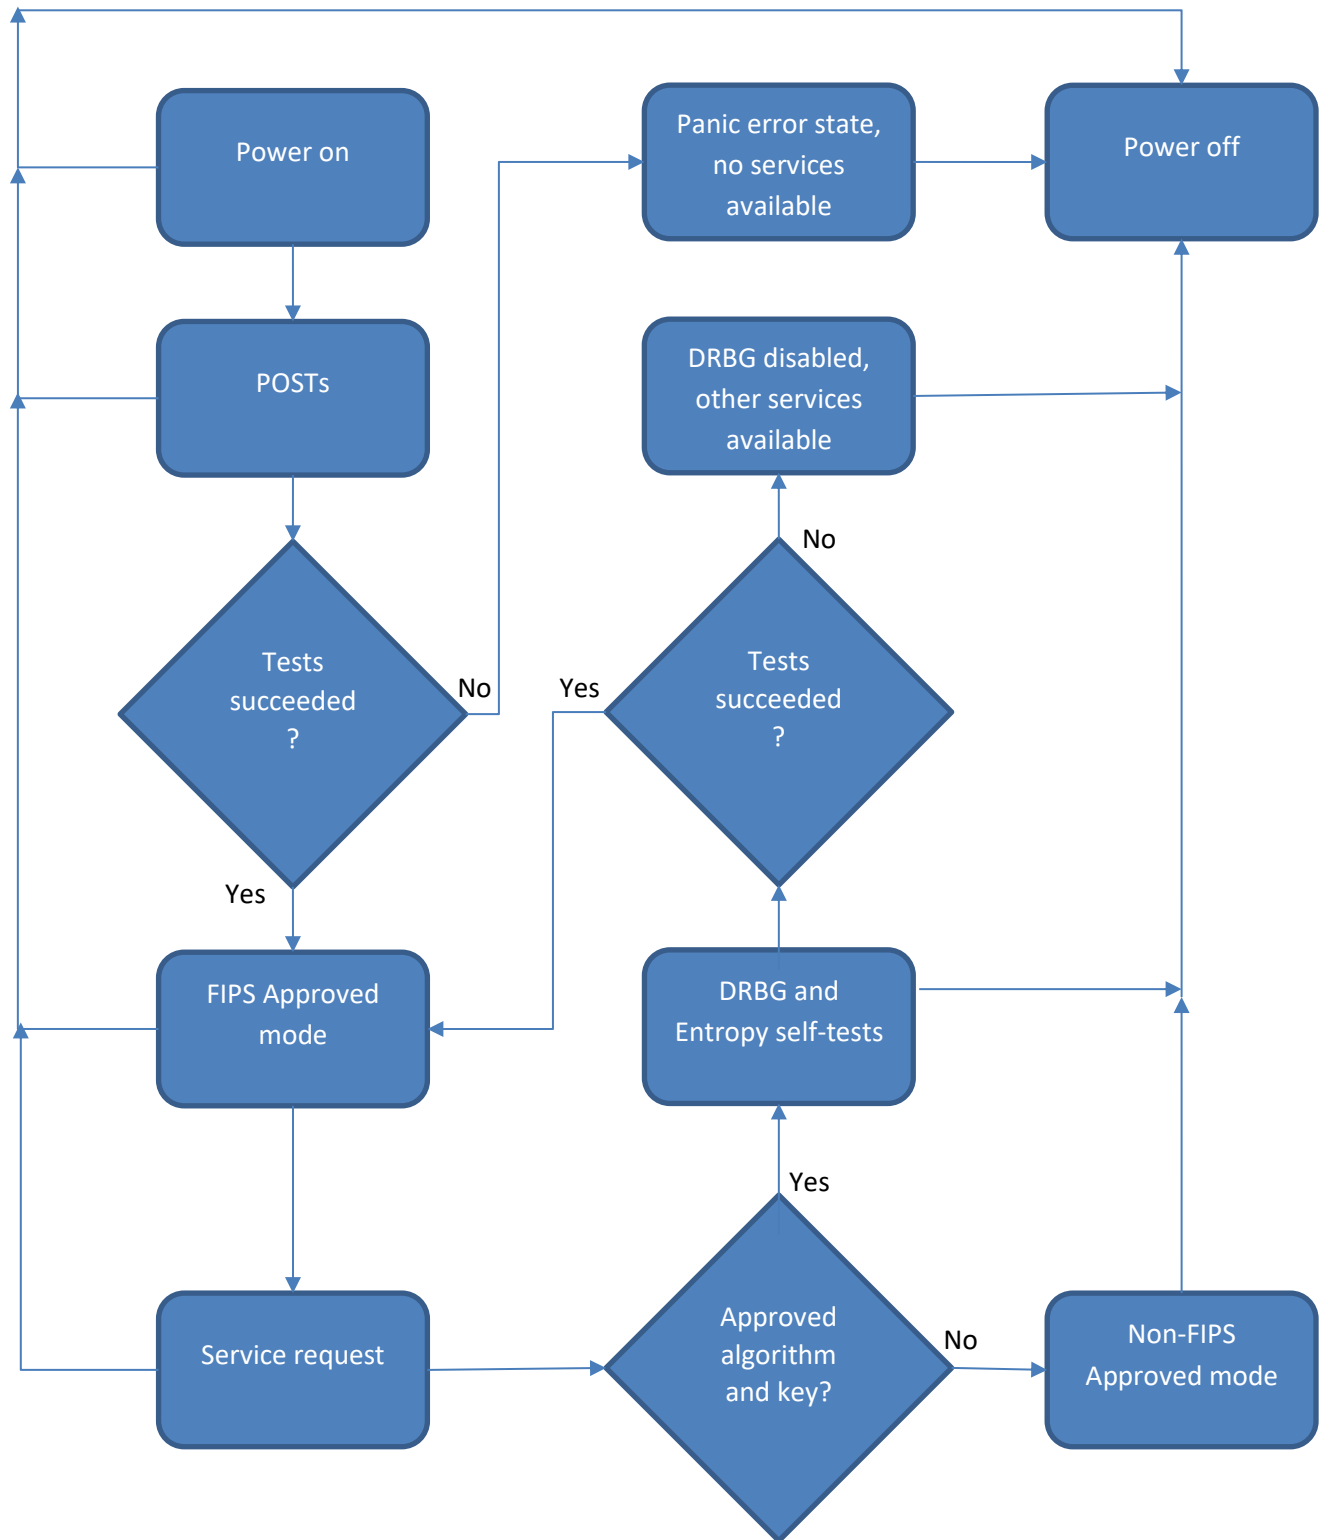 Power on
Panic error state,
no services
available
Power off
POSTs
DRBG disabled,
other services
available
No
Tests
succeeded
?
No
Yes
Tests
succeeded
?
Yes
FIPS Approved
mode
DRBG and
Entropy self-tests
Yes
Service request
Approved
algorithm
and key?
No
Non-FIPS
Approved mode